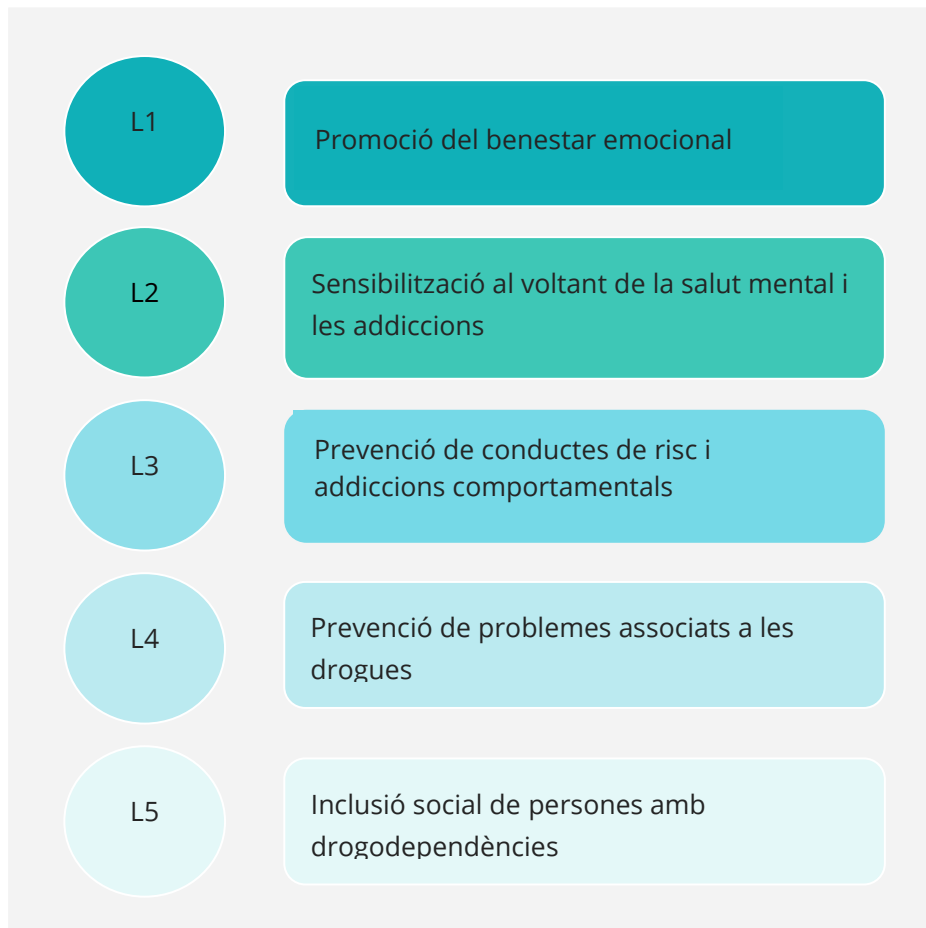 L1
Promoció del benestar emocional
L2
Sensibilització al voltant de la salut mental i
les addiccions
L3
Prevenció de conductes de risc i
addiccions comportamentals
L4
Prevenció de problemes associats a les
drogues
L5
Inclusió social de persones amb
drogodependències